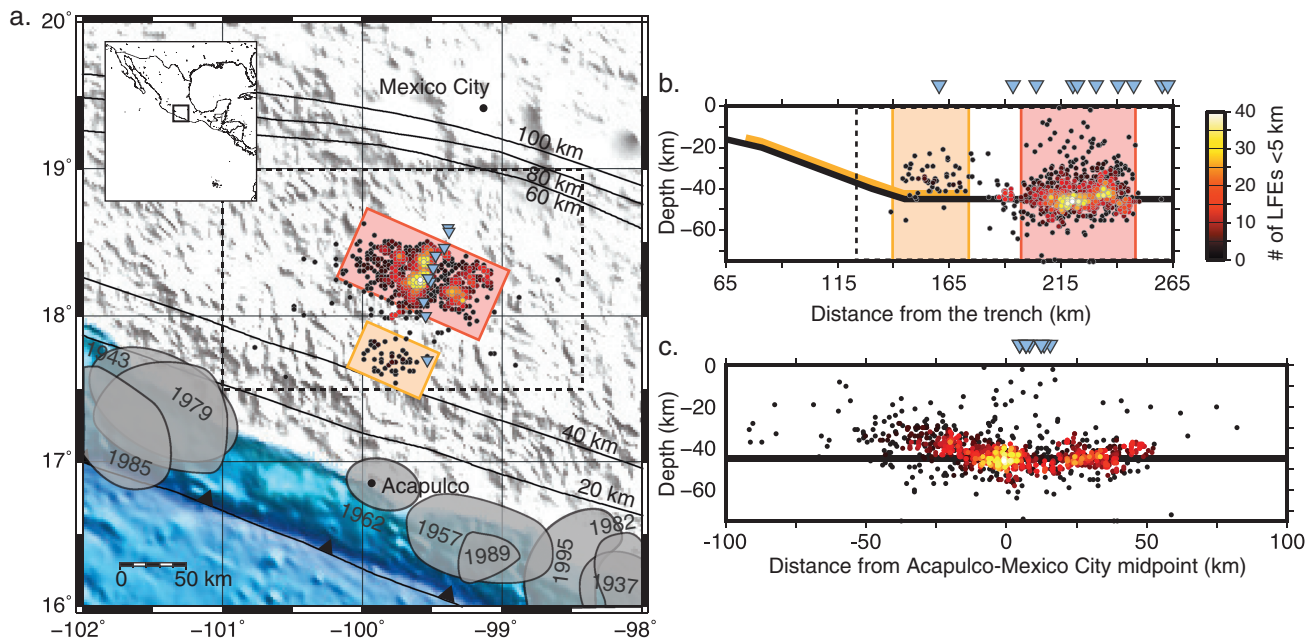 a.
20°
19°
18°
17°
16°
−102°
−101°
−100°
−99°
−98°
Mexico City
100 km
80 km
60 km
40 km
20 km
1943
1979
1985
Acapulco
1962
1957
1989
1995
1982
1937
0 50 km
b.
0
−20
−40
−60
Depth (km)
65 115 165 215 265
Distance from the trench (km)
40
30
20
10
0
# of LFEs <5 km
c.
0
−20
−40
−60
Depth (km)
-100 -50 0 50 100
Distance from Acapulco-Mexico City midpoint (km)